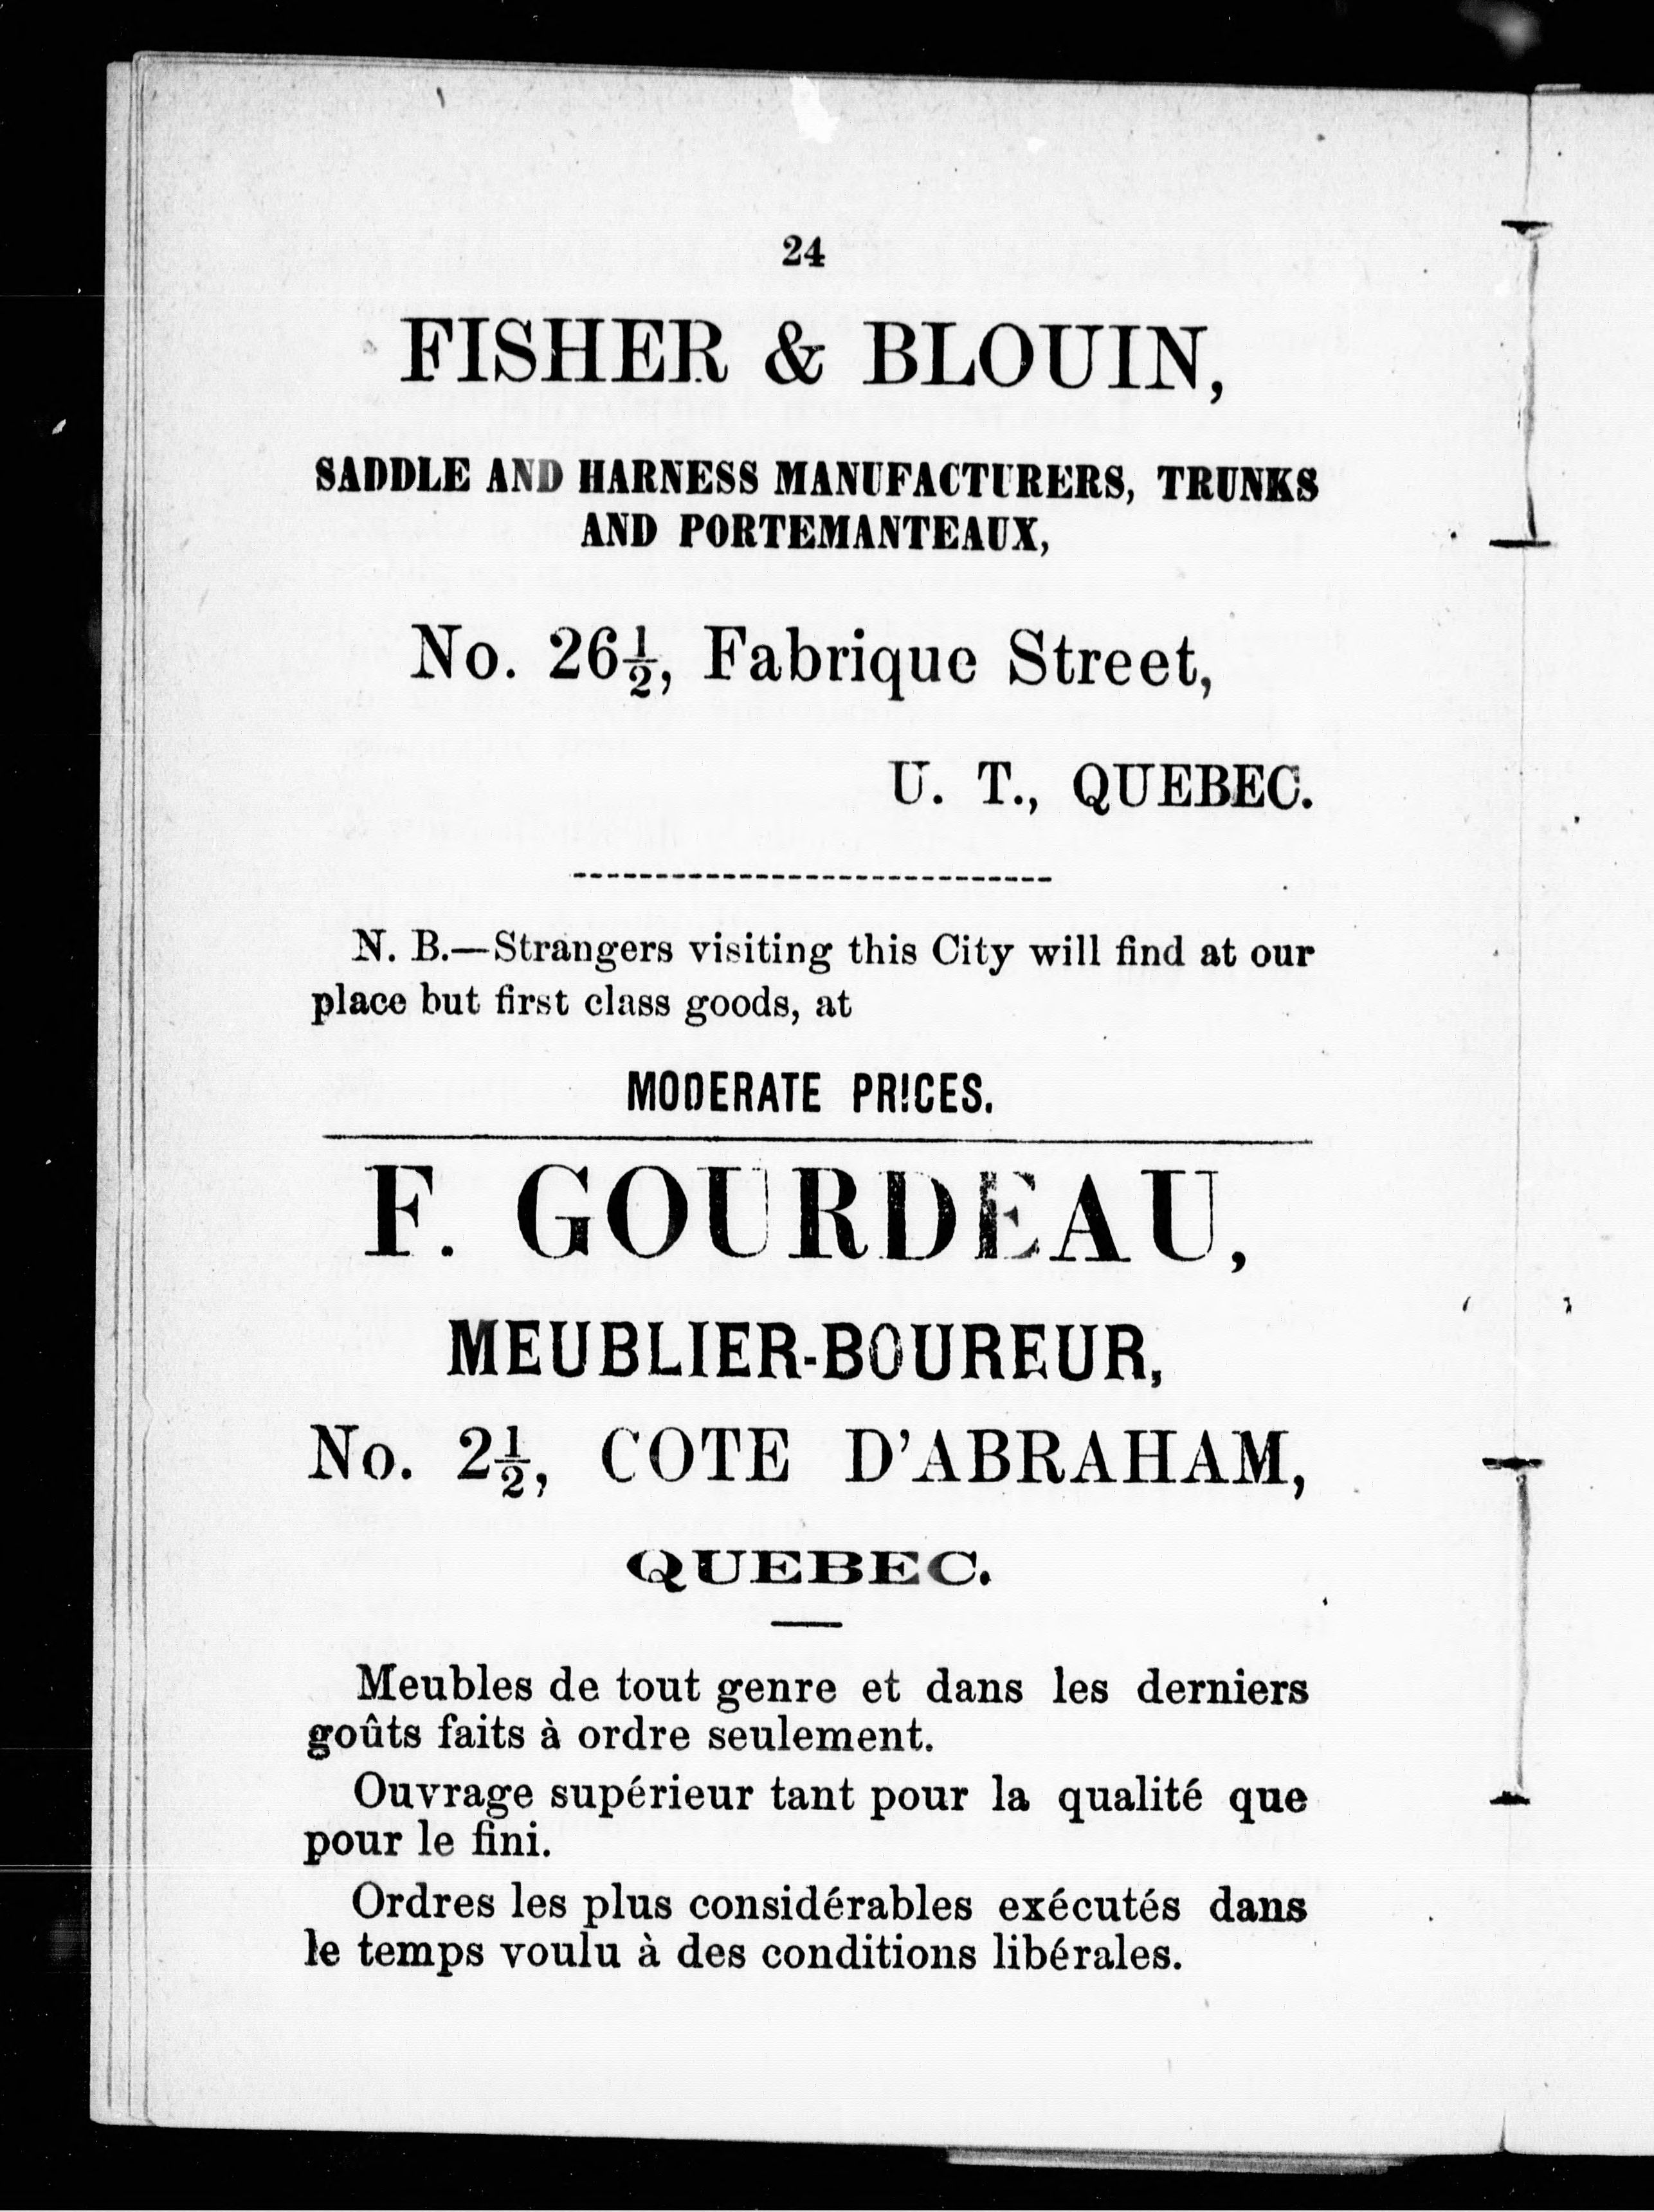 24
FISHER & BLOUIN,
SADDLE AND HARNESS MANUFACTURERS, TRUNKS
AND PORTEMANTEAUX,
No. 26½, Fabrique Street,
U. T., QUEBEC.
N. B.—Strangers visiting this City will find at our
place but first class goods, at
MODERATE PRICES.
F. GOURDEAU,
MEUBLIER-BOUREUR,
No. 2½, COTE D'ABRAHAM,
QUEBEC.
Meubles de tout genre et dans les derniers
goûts faits à ordre seulement.
Ouvrage supérieur tant pour la qualité que
pour le fini.
Ordres les plus considérables exécutés dans
le temps voulu à des conditions libérales.